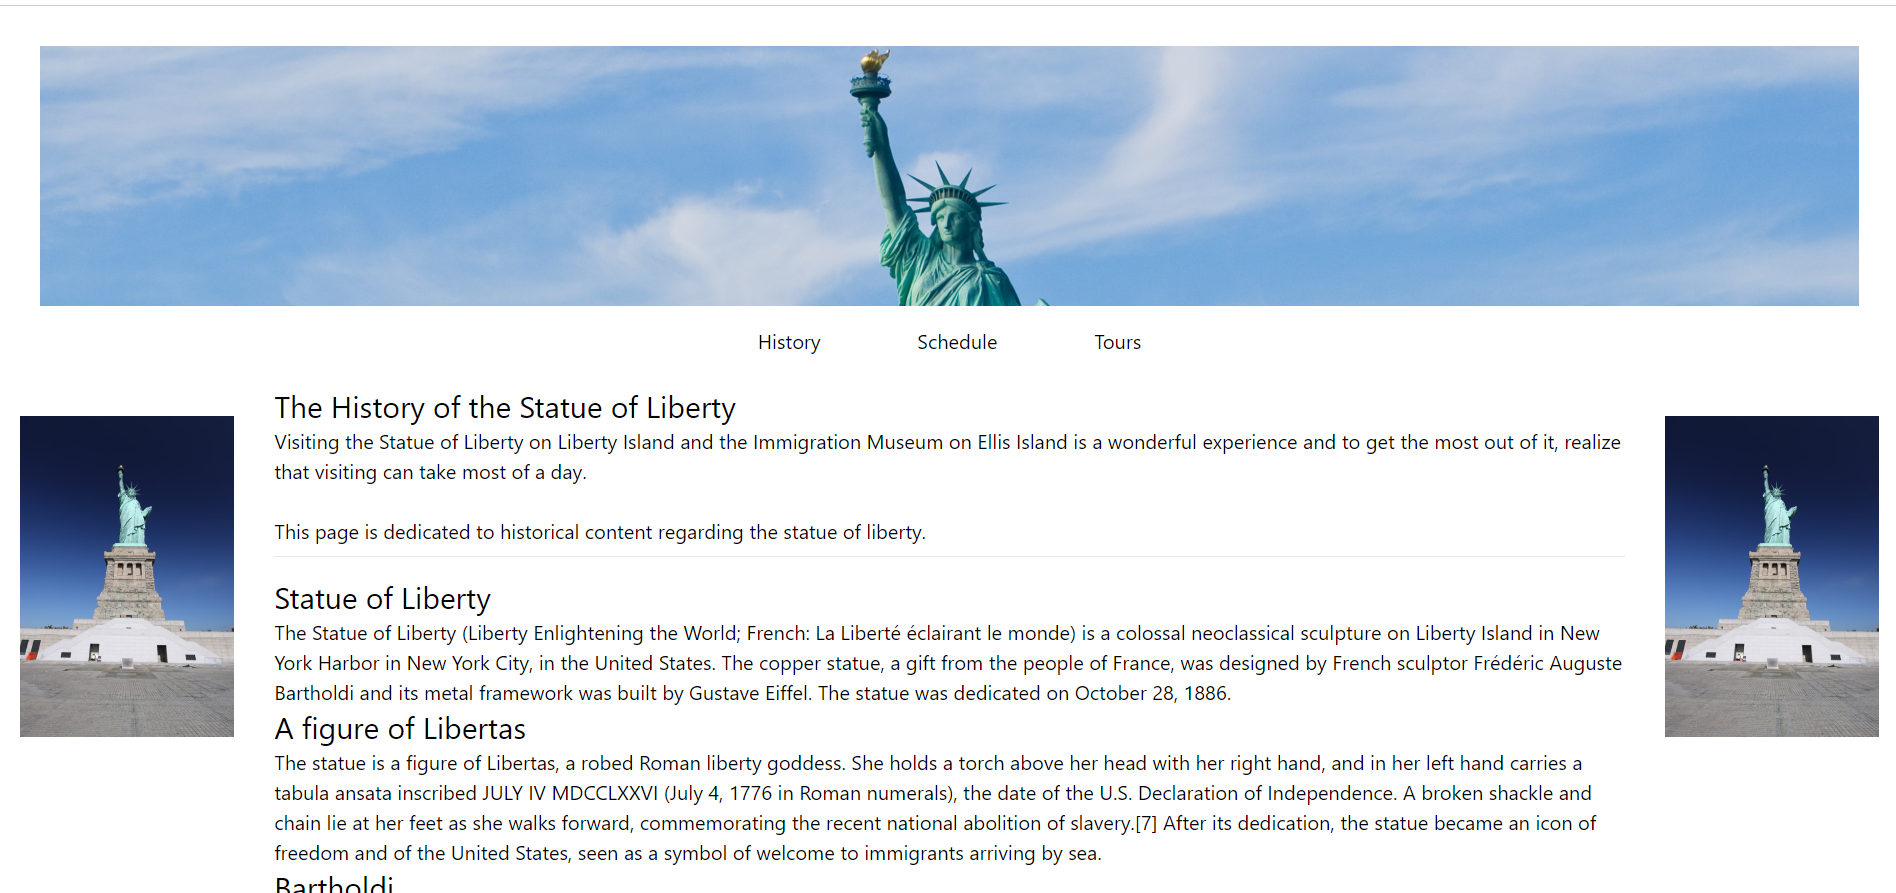 History Schedule Tours
The History of the Statue of Liberty
Visiting the Statue of Liberty on Liberty Island and the Immigration Museum on Ellis Island is a wonderful experience and to get the most out of it, realize
that visiting can take most of a day.
This page is dedicated to historical content regarding the statue of liberty.
Statue of Liberty
The Statue of Liberty (Liberty Enlightening the World; French: La Liberté éclairant le monde) is a colossal neoclassical sculpture on Liberty Island in New
York Harbor in New York City, in the United States. The copper statue, a gift from the people of France, was designed by French sculptor Frédéric Auguste
Bartholdi and its metal framework was built by Gustave Eiffel. The statue was dedicated on October 28, 1886.
A figure of Libertas
The statue is a figure of Libertas, a robed Roman liberty goddess. She holds a torch above her head with her right hand, and in her left hand carries a
tabula ansata inscribed JULY IV MDCCLXXVI (July 4, 1776 in Roman numerals), the date of the U.S. Declaration of Independence. A broken shackle and
chain lie at her feet as she walks forward, commemorating the recent national abolition of slavery.[7] After its dedication, the statue became an icon of
freedom and of the United States, seen as a symbol of welcome to immigrants arriving by sea.
Bartholdi